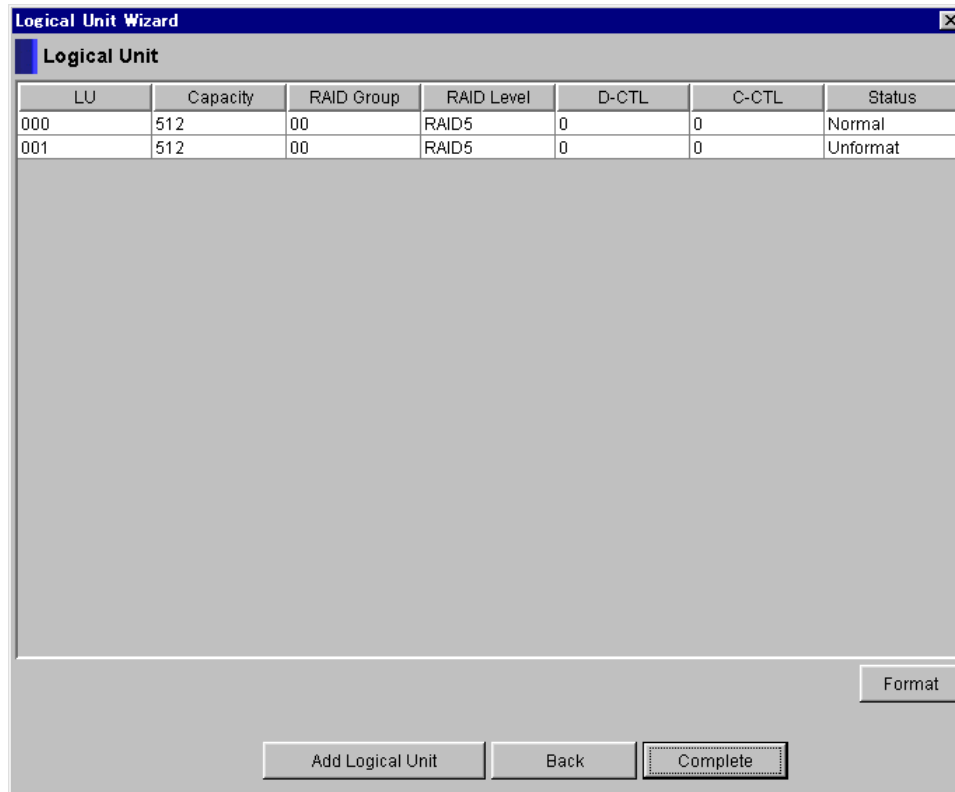 Logical Unit Wizard
Logical Unit
LU Capacity RAID Group RAID Level D-CTL C-CTL Status
000 512 00 RAID5 0 0 Normal
001 512 00 RAID5 0 0 Unformat
Format
Add Logical Unit Back Complete